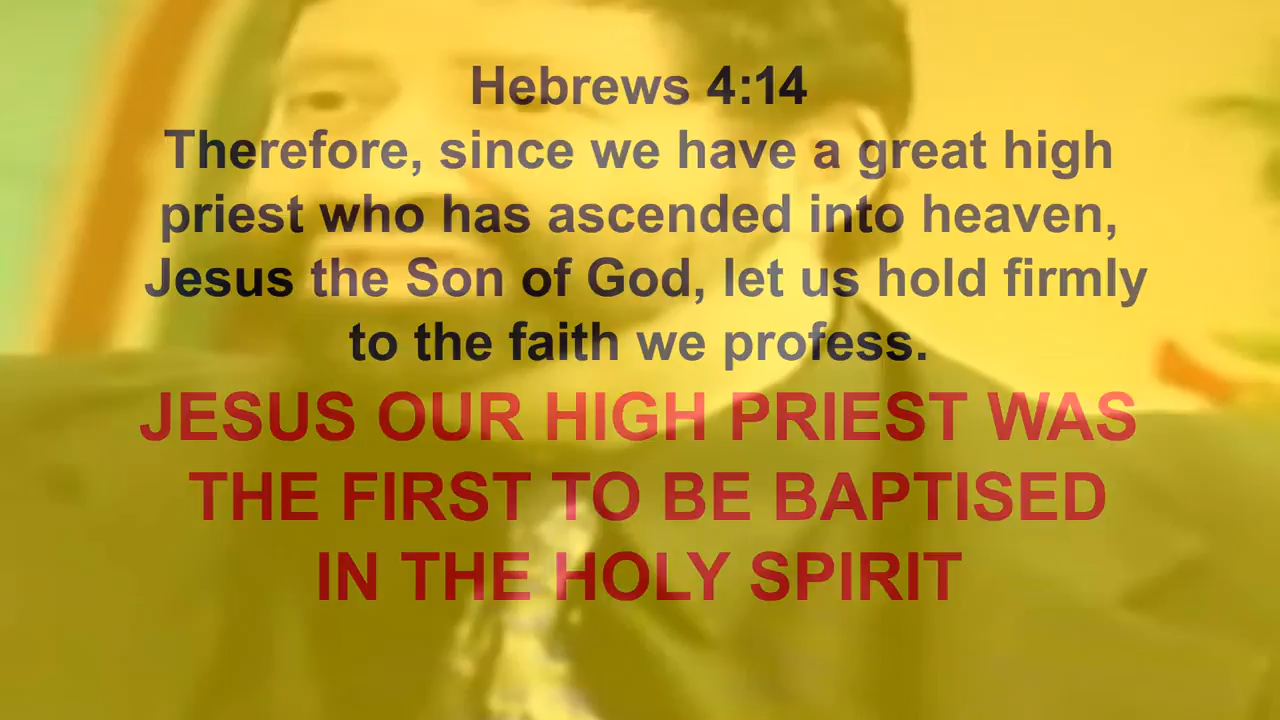 Hebrews 4:14
Therefore, since we have a great high
priest who has ascended into heaven,
Jesus the Son of God, let us hold firmly
to the faith we profess.
JESUS OUR HIGH PRIEST WAS
THE FIRST TO BE BAPTISED
IN THE HOLY SPIRIT